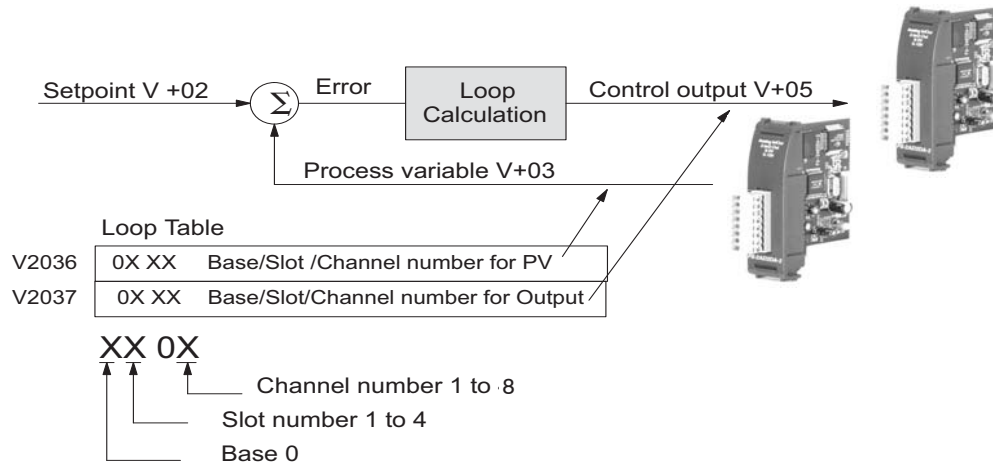 Setpoint V +02
Σ
Error
Loop
Calculation
Control output V+05
Process variable V+03
Loop Table
V2036 0X XX Base/Slot /Channel number for PV
V2037 0X XX Base/Slot/Channel number for Output
XX 0X
Channel number 1 to 8
Slot number 1 to 4
Base 0